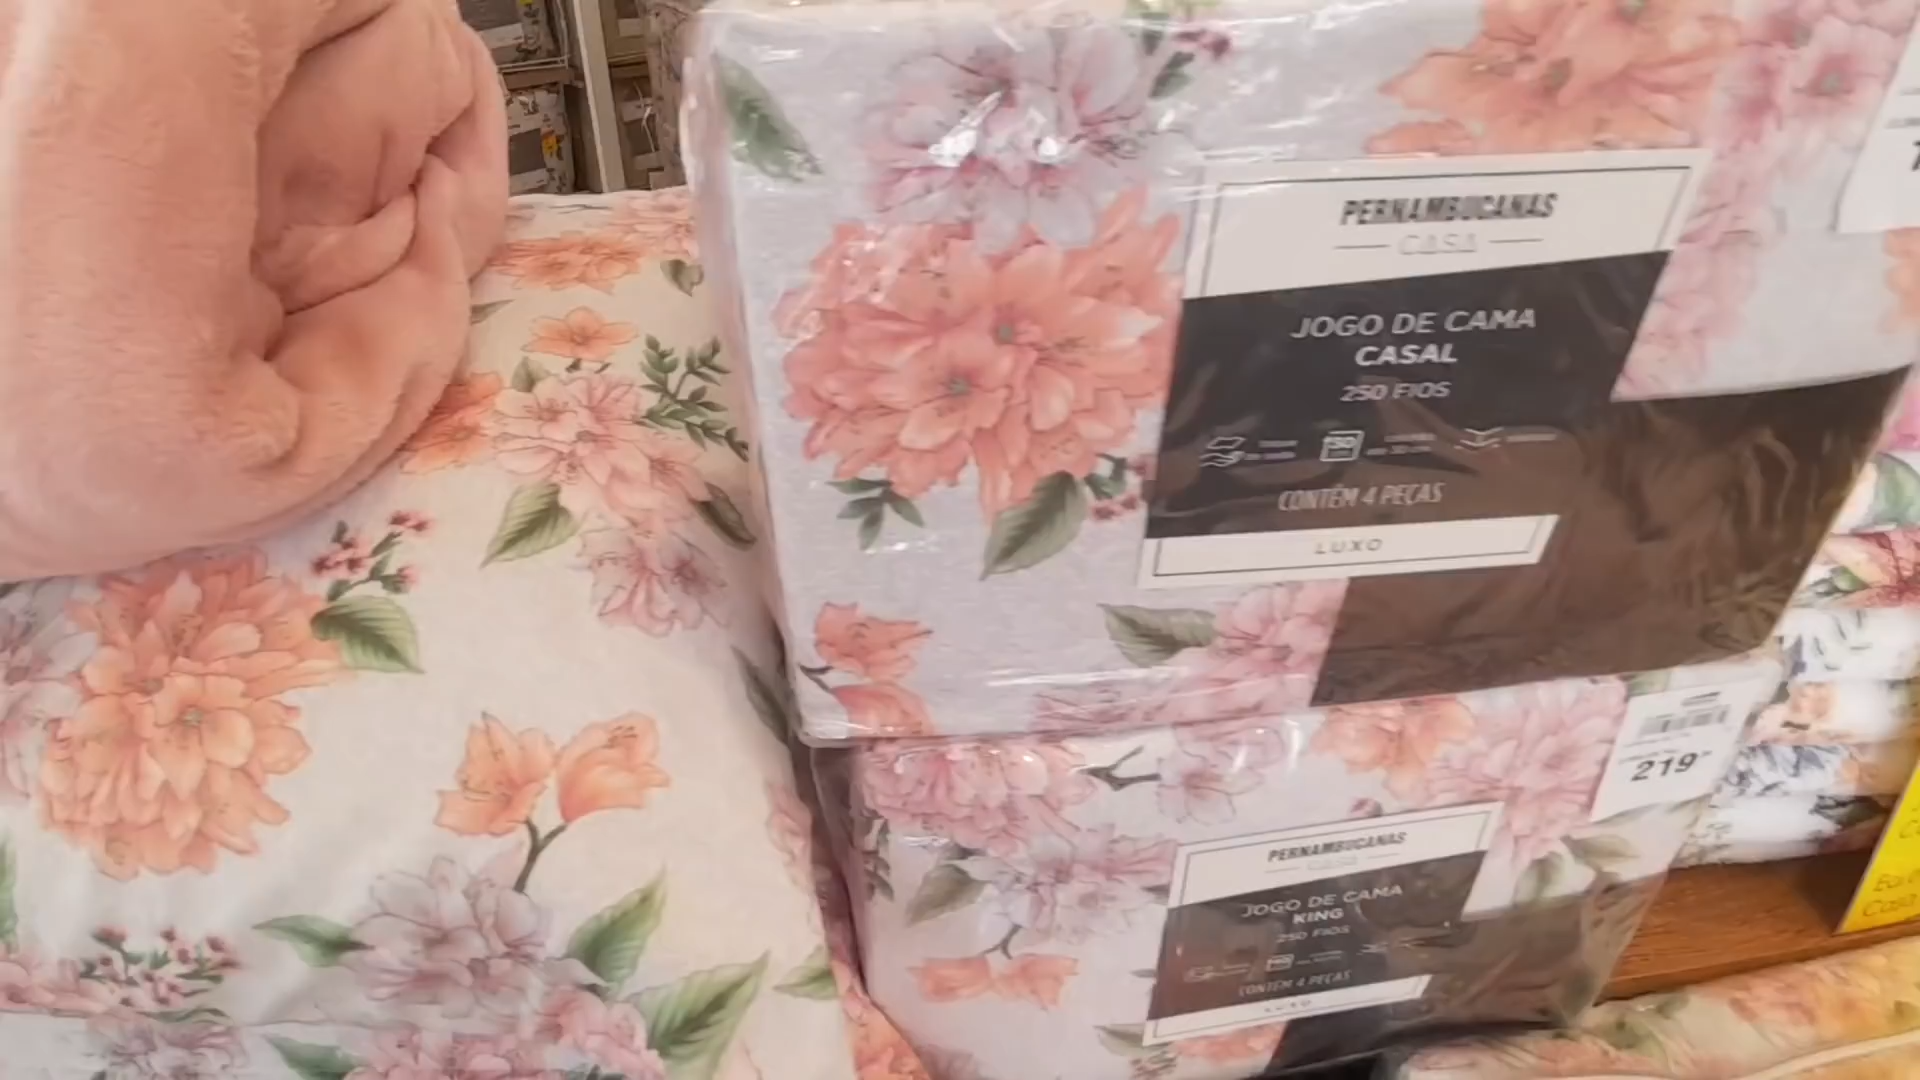 PERNAMBUCANAS
CASA
JOGO DE CAMA
CASAL
250 FIOS
CONTÉM 4 PEÇAS
LUXO
219
PERNAMBUCANAS
CASA
JOGO DE CAMA
KING
250 FIOS
CONTÉM 4 PEÇAS
LUXO